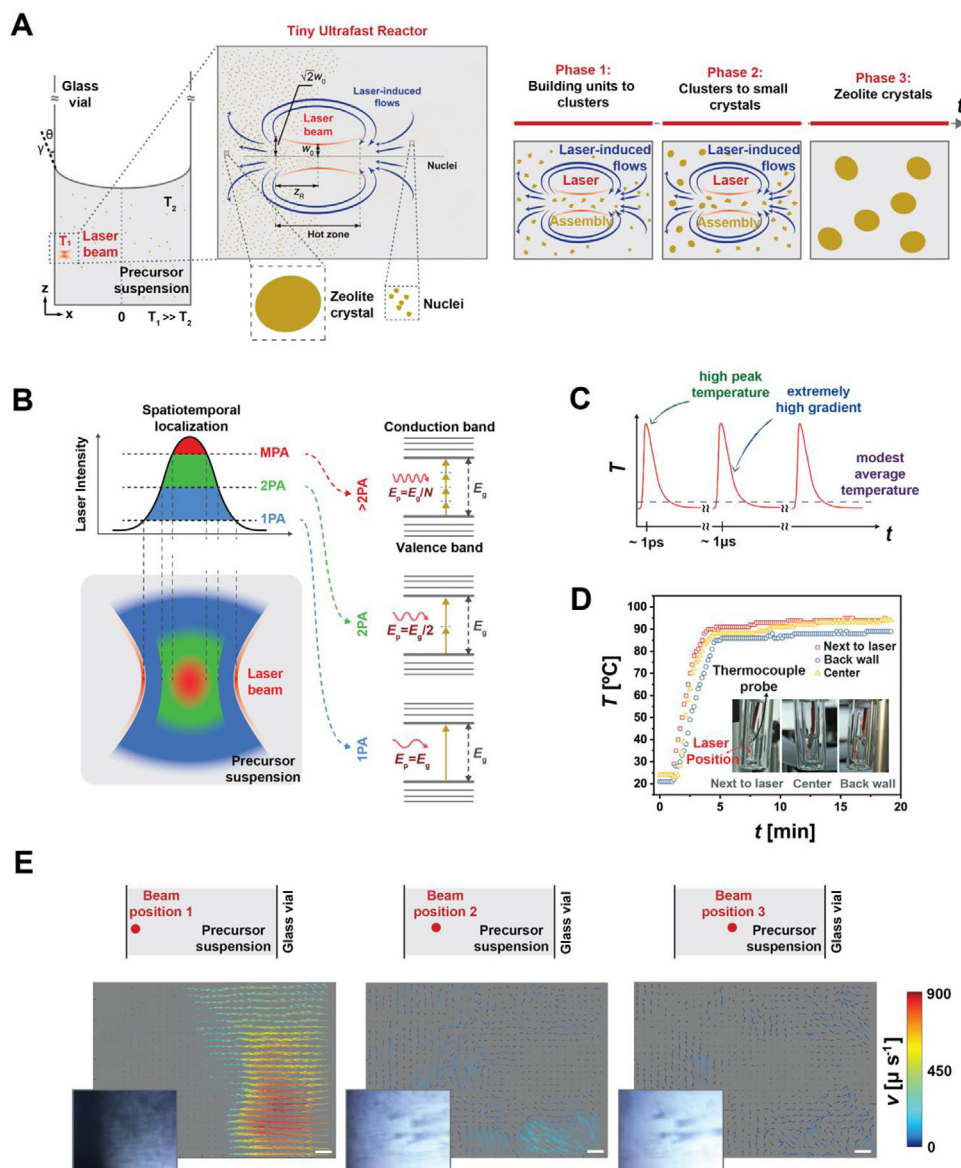 A
Tiny Ultrafast Reactor
Glass
vial
θ
γ
T1
Laser
beam
T2
Precursor
suspension
z
x
0
T1 >> T2
√2w0
Laser-induced
flows
Laser
beam
w0
Nuclei
zR
Hot zone
Zeolite
crystal
Nuclei
Phase 1:
Building units to
clusters
Phase 2:
Clusters to small
crystals
Phase 3:
Zeolite crystals
t
Laser-induced
flows
Laser
Assembly
Laser-induced
flows
Laser
Assembly
B
Spatiotemporal
localization
Laser Intensity
MPA
2PA
1PA
Laser
beam
Precursor
suspension
Conduction band
>2PA
Ep=Eg/N
Eg
Valence band
2PA
Ep=Eg/2
Eg
1PA
Ep=Eg
Eg
C
high peak
temperature
extremely
high gradient
modest
average
temperature
T
~ 1ps
~ 1µs
t
D
T [ºC]
100
90
80
70
60
50
40
30
20
Next to laser
Back wall
Center
Thermocouple
probe
Laser
Position
Next to laser
Center
Back wall
0
5
10
15
20
t [min]
E
Beam
position 1
Precursor
suspension
Glass vial
Beam
position 2
Precursor
suspension
Glass vial
Beam
position 3
Precursor
suspension
Glass vial
900
450
0
v [µ s-1]